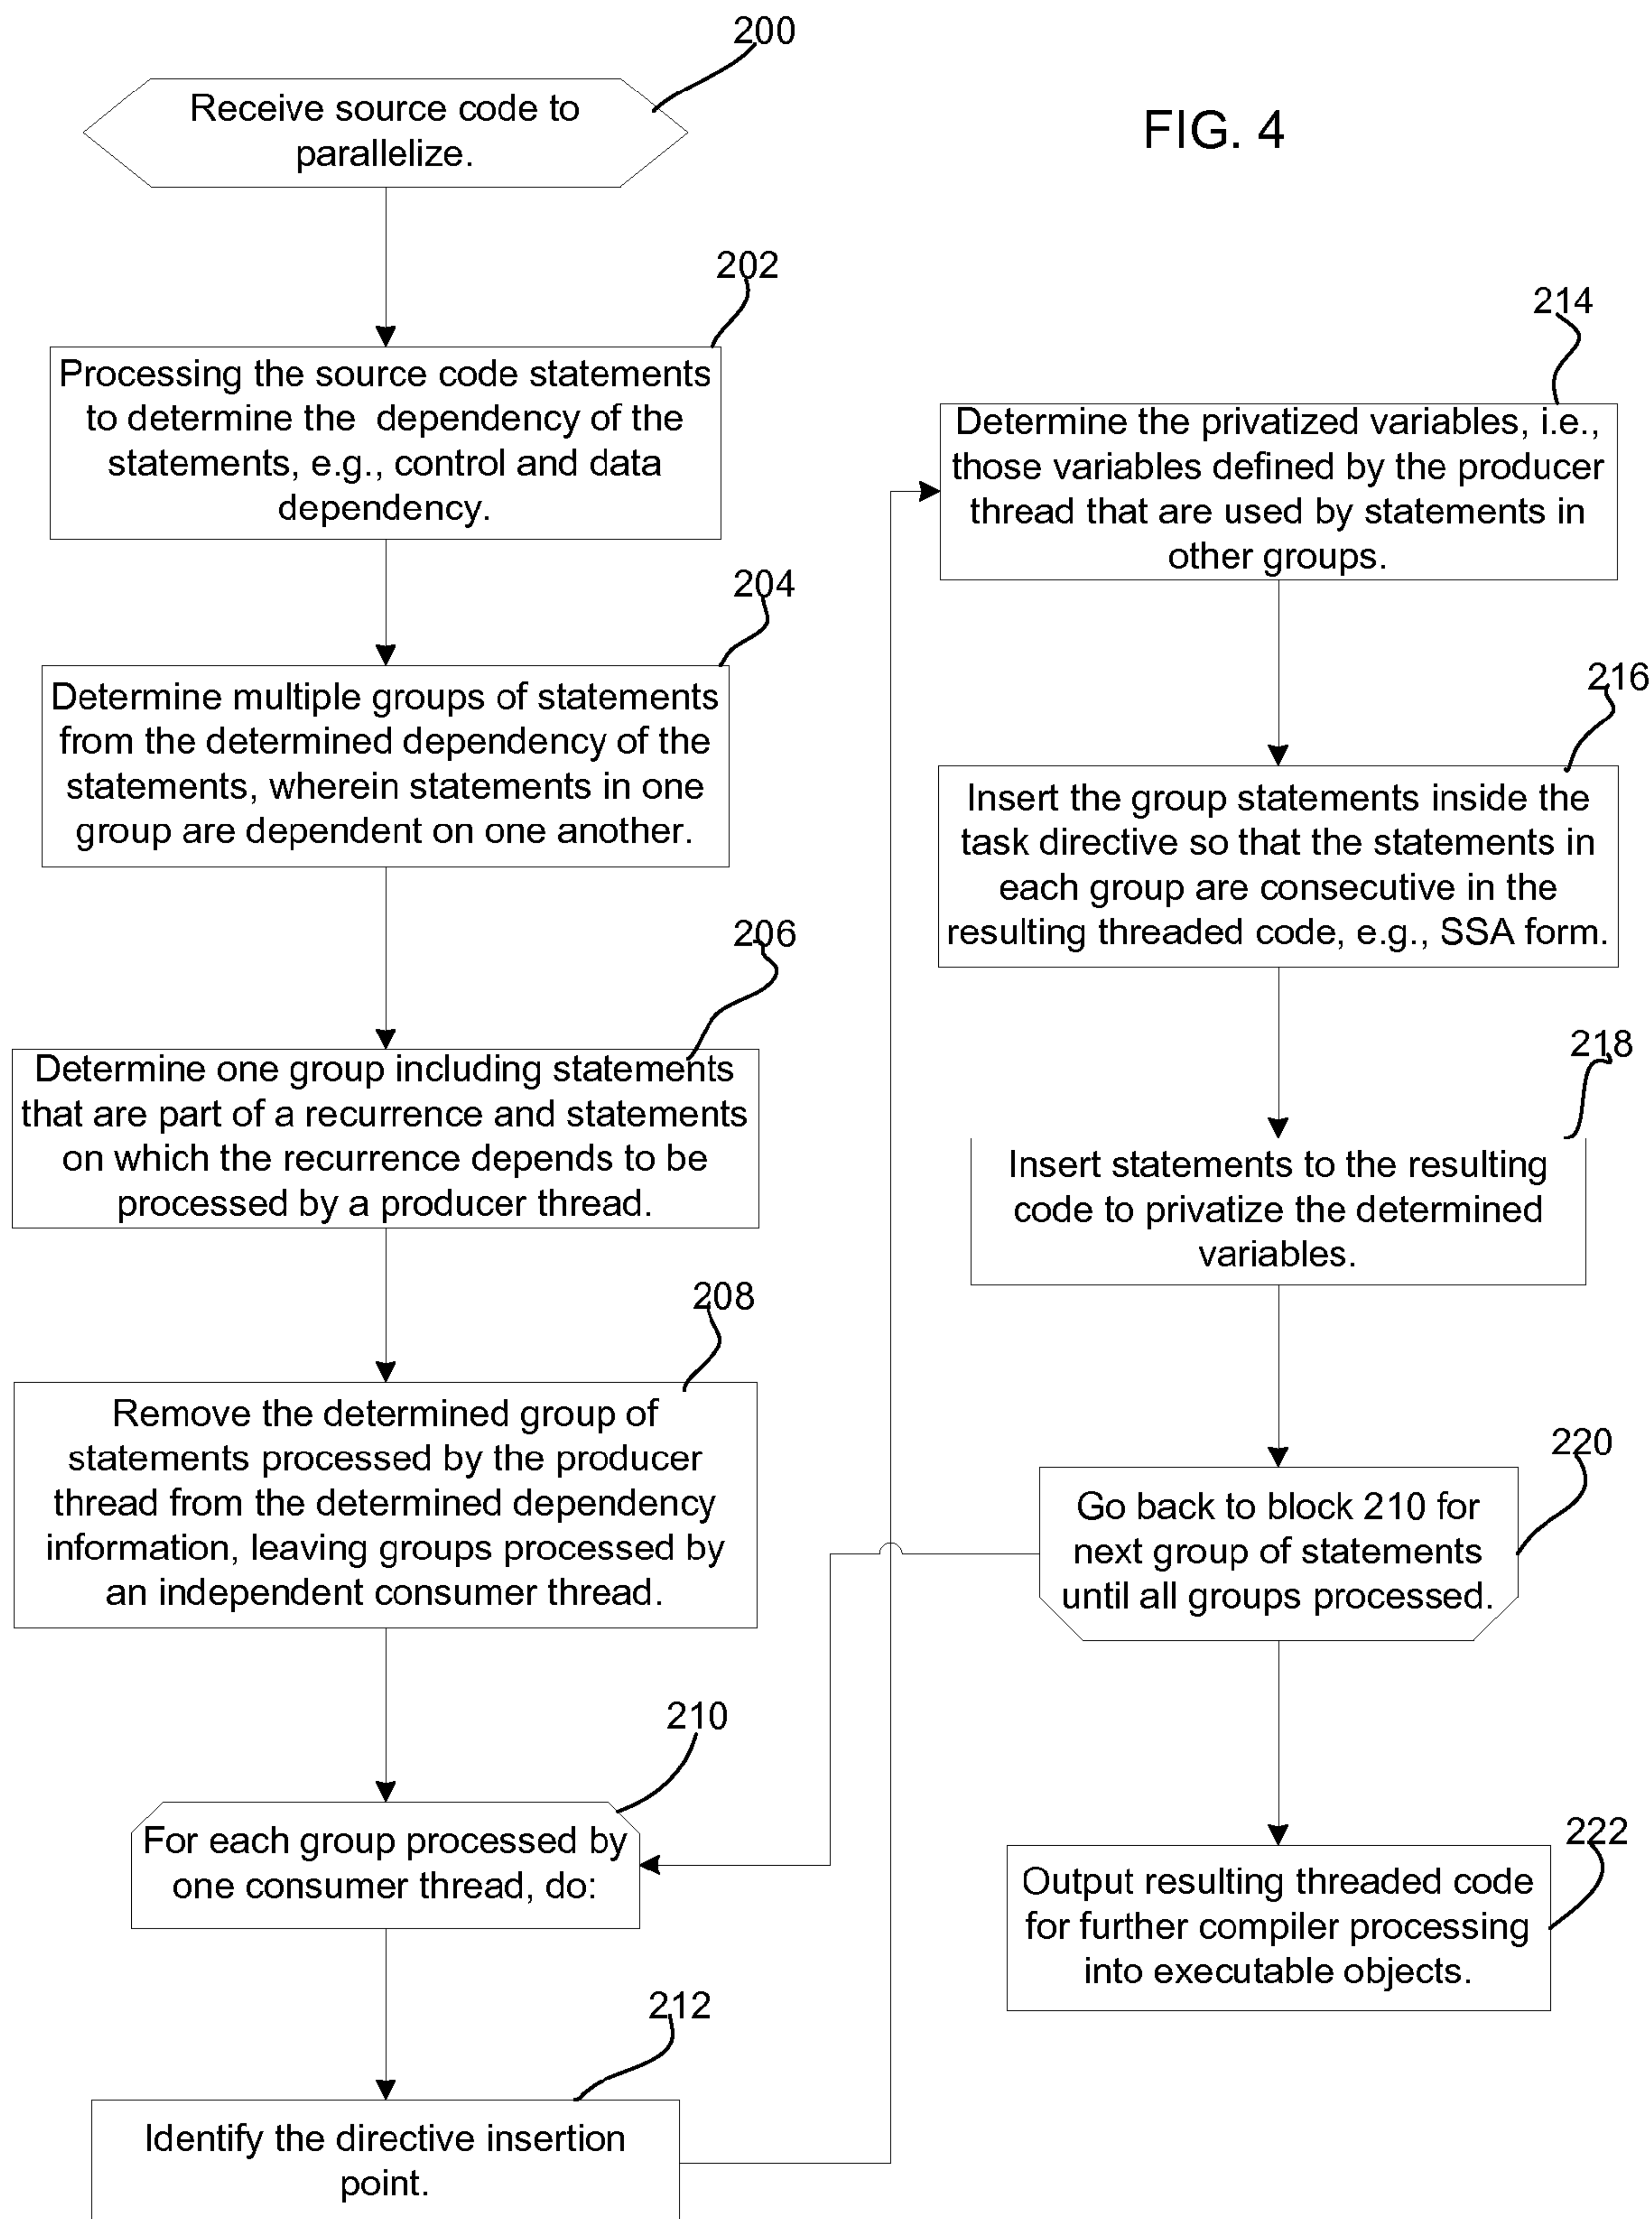 200
Receive source code to
parallelize.
FIG. 4
202
Processing the source code statements
to determine the dependency of the
statements, e.g., control and data
dependency.
204
Determine multiple groups of statements
from the determined dependency of the
statements, wherein statements in one
group are dependent on one another.
206
Determine one group including statements
that are part of a recurrence and statements
on which the recurrence depends to be
processed by a producer thread.
208
Remove the determined group of
statements processed by the producer
thread from the determined dependency
information, leaving groups processed by
an independent consumer thread.
210
For each group processed by
one consumer thread, do:
212
Identify the directive insertion
point.
214
Determine the privatized variables, i.e.,
those variables defined by the producer
thread that are used by statements in
other groups.
216
Insert the group statements inside the
task directive so that the statements in
each group are consecutive in the
resulting threaded code, e.g., SSA form.
218
Insert statements to the resulting
code to privatize the determined
variables.
220
Go back to block 210 for
next group of statements
until all groups processed.
222
Output resulting threaded code
for further compiler processing
into executable objects.